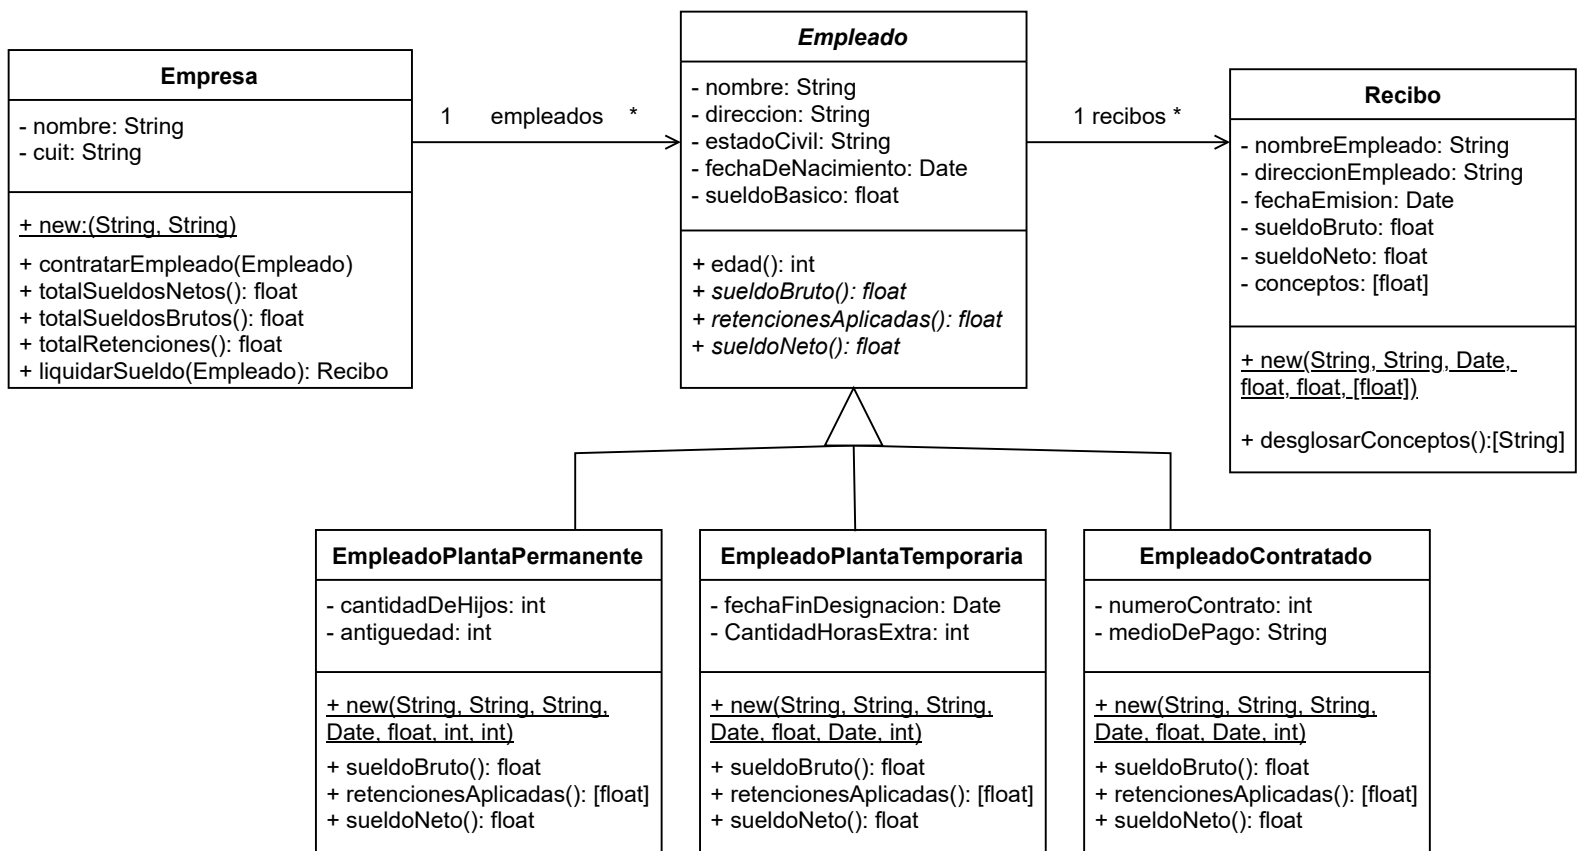 Empresa
- nombre: String
- cuit: String
+ new:(String, String)
+ contratarEmpleado(Empleado)
+ totalSueldosNetos(): float
+ totalSueldosBrutos(): float
+ totalRetenciones(): float
+ liquidarSueldo(Empleado): Recibo
1 empleados *
Empleado
- nombre: String
- direccion: String
- estadoCivil: String
- fechaDeNacimiento: Date
- sueldoBasico: float
+ edad(): int
+ sueldoBruto(): float
+ retencionesAplicadas(): float
+ sueldoNeto(): float
1 recibos *
Recibo
- nombreEmpleado: String
- direccionEmpleado: String
- fechaEmision: Date
- sueldoBruto: float
- sueldoNeto: float
- conceptos: [float]
+ new(String, String, Date,
float, float, [float])
+ desglosarConceptos():[String]
EmpleadoPlantaPermanente
- cantidadDeHijos: int
- antiguedad: int
+ new(String, String, String,
Date, float, int, int)
+ sueldoBruto(): float
+ retencionesAplicadas(): [float]
+ sueldoNeto(): float
EmpleadoPlantaTemporaria
- fechaFinDesignacion: Date
- CantidadHorasExtra: int
+ new(String, String, String,
Date, float, Date, int)
+ sueldoBruto(): float
+ retencionesAplicadas(): [float]
+ sueldoNeto(): float
EmpleadoContratado
- numeroContrato: int
- medioDePago: String
+ new(String, String, String,
Date, float, Date, int)
+ sueldoBruto(): float
+ retencionesAplicadas(): [float]
+ sueldoNeto(): float